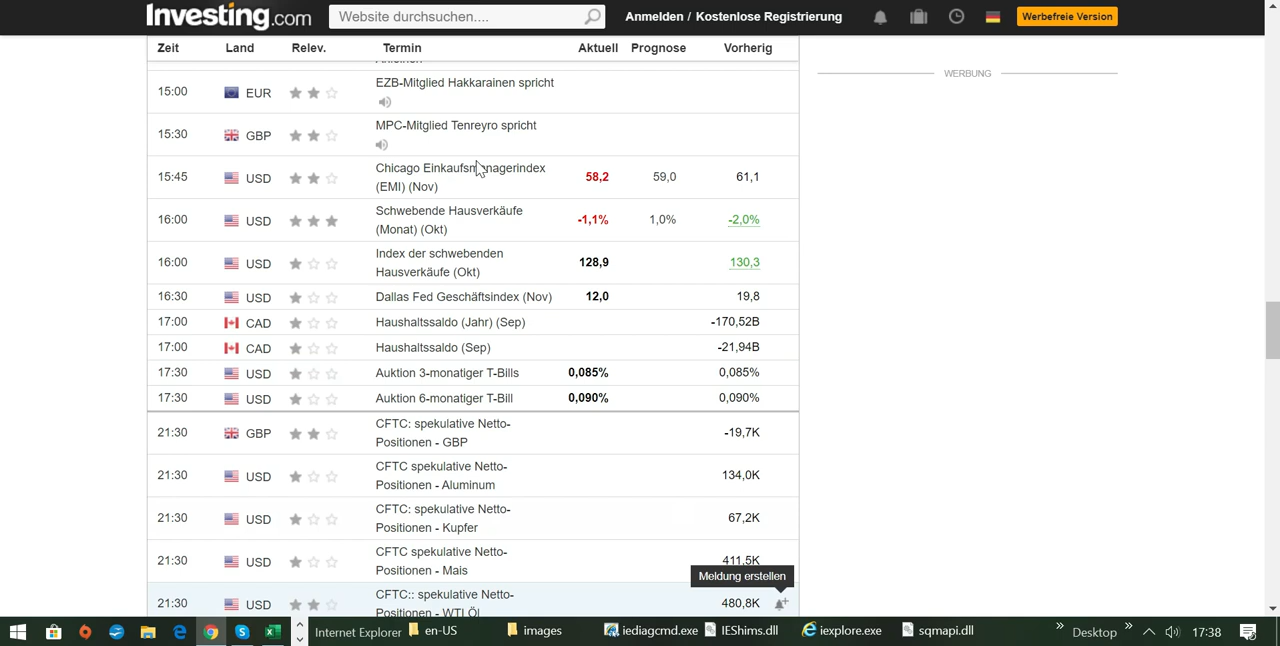 Investing.com Website durchsuchen.... Anmelden / Kostenlose Registrierung Werbefreie Version
Zeit Land Relev. Termin Aktuell Prognose Vorherig
WERBUNG
15:00 EUR EZB-Mitglied Hakkarainen spricht
15:30 GBP MPC-Mitglied Tenreyro spricht
15:45 USD Chicago Einkaufsmanagerindex
(EMI) (Nov) 58,2 59,0 61,1
16:00 USD Schwebende Hausverkäufe
(Monat) (Okt) -1,1% 1,0% -2,0%
16:00 USD Index der schwebenden
Hausverkäufe (Okt) 128,9 130,3
16:30 USD Dallas Fed Geschäftsindex (Nov) 12,0 19,8
17:00 CAD Haushaltssaldo (Jahr) (Sep) -170,52B
17:00 CAD Haushaltssaldo (Sep) -21,94B
17:30 USD Auktion 3-monatiger T-Bills 0,085% 0,085%
17:30 USD Auktion 6-monatiger T-Bill 0,090% 0,090%
21:30 GBP CFTC: spekulative Netto-
Positionen - GBP -19,7K
21:30 USD CFTC spekulative Netto-
Positionen - Aluminum 134,0K
21:30 USD CFTC: spekulative Netto-
Positionen - Kupfer 67,2K
21:30 USD CFTC spekulative Netto-
Positionen - Mais 411,5K
Meldung erstellen
21:30 USD CFTC:: spekulative Netto-
Positionen - WTI Öl 480,8K
Internet Explorer en-US images iediagcmd.exe IEShims.dll iexplore.exe sqmapi.dll Desktop 17:38